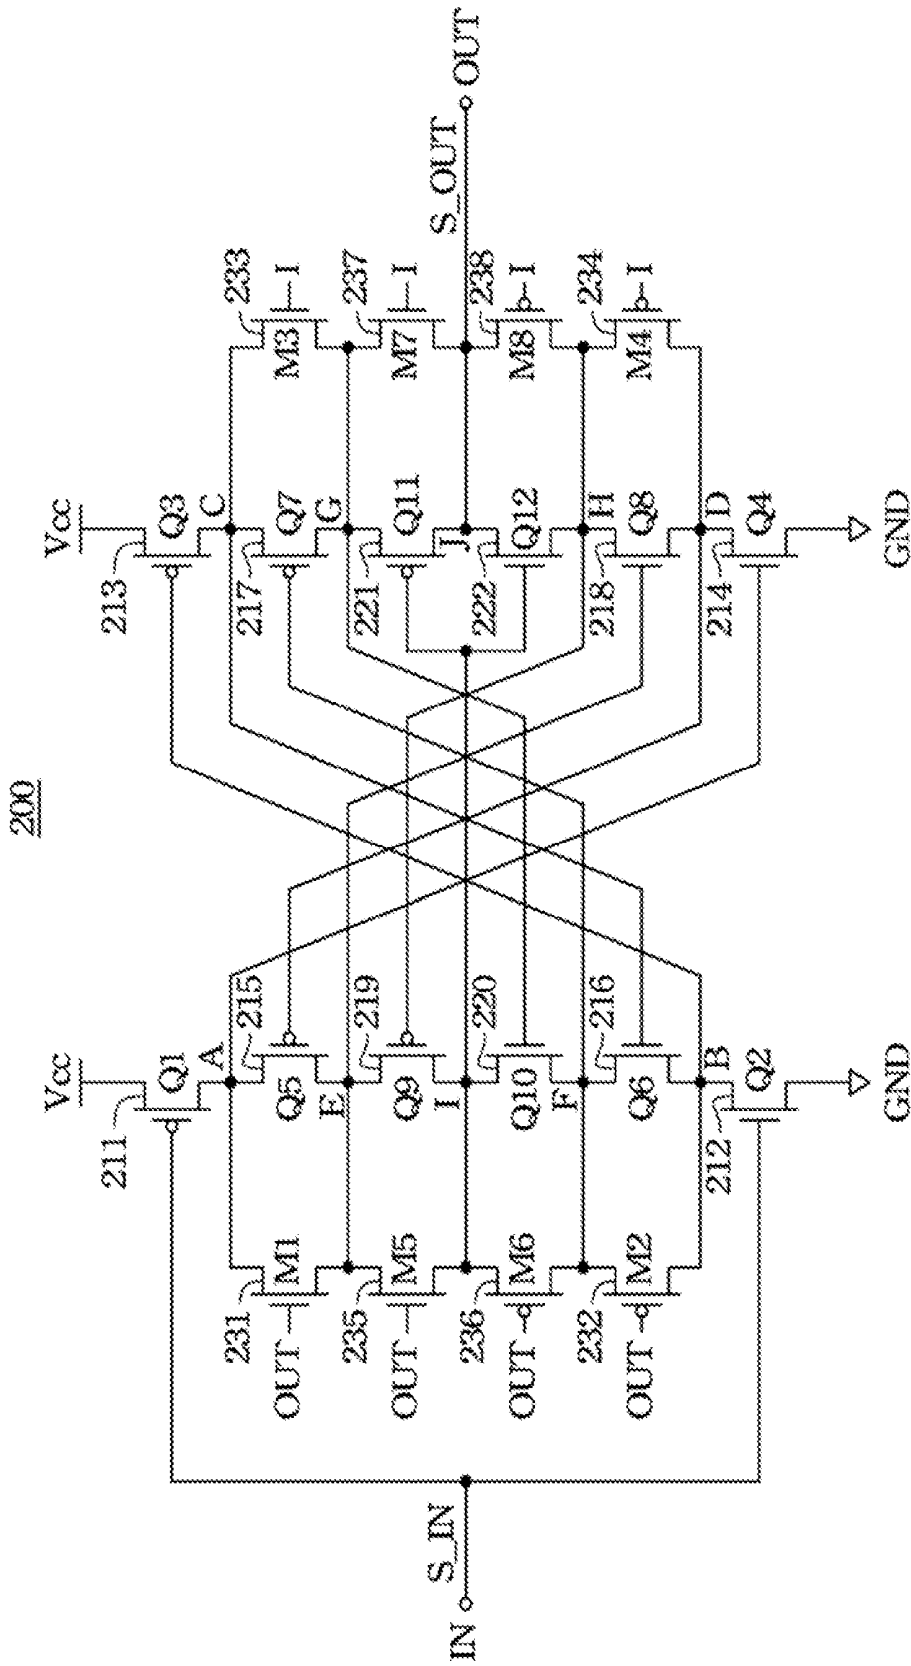 200
Vcc
Vcc
211
Q1
213
Q3
A
C
231
M1
OUT
215
Q5
217
Q7
233
M3
I
E
G
235
M5
OUT
219
Q9
221
Q11
237
M7
I
IN
S_IN
I
J
S_OUT
OUT
236
M6
OUT
220
Q10
222
Q12
238
M8
I
F
H
232
M2
OUT
216
Q6
218
Q8
234
M4
I
B
D
212
Q2
214
Q4
GND
GND